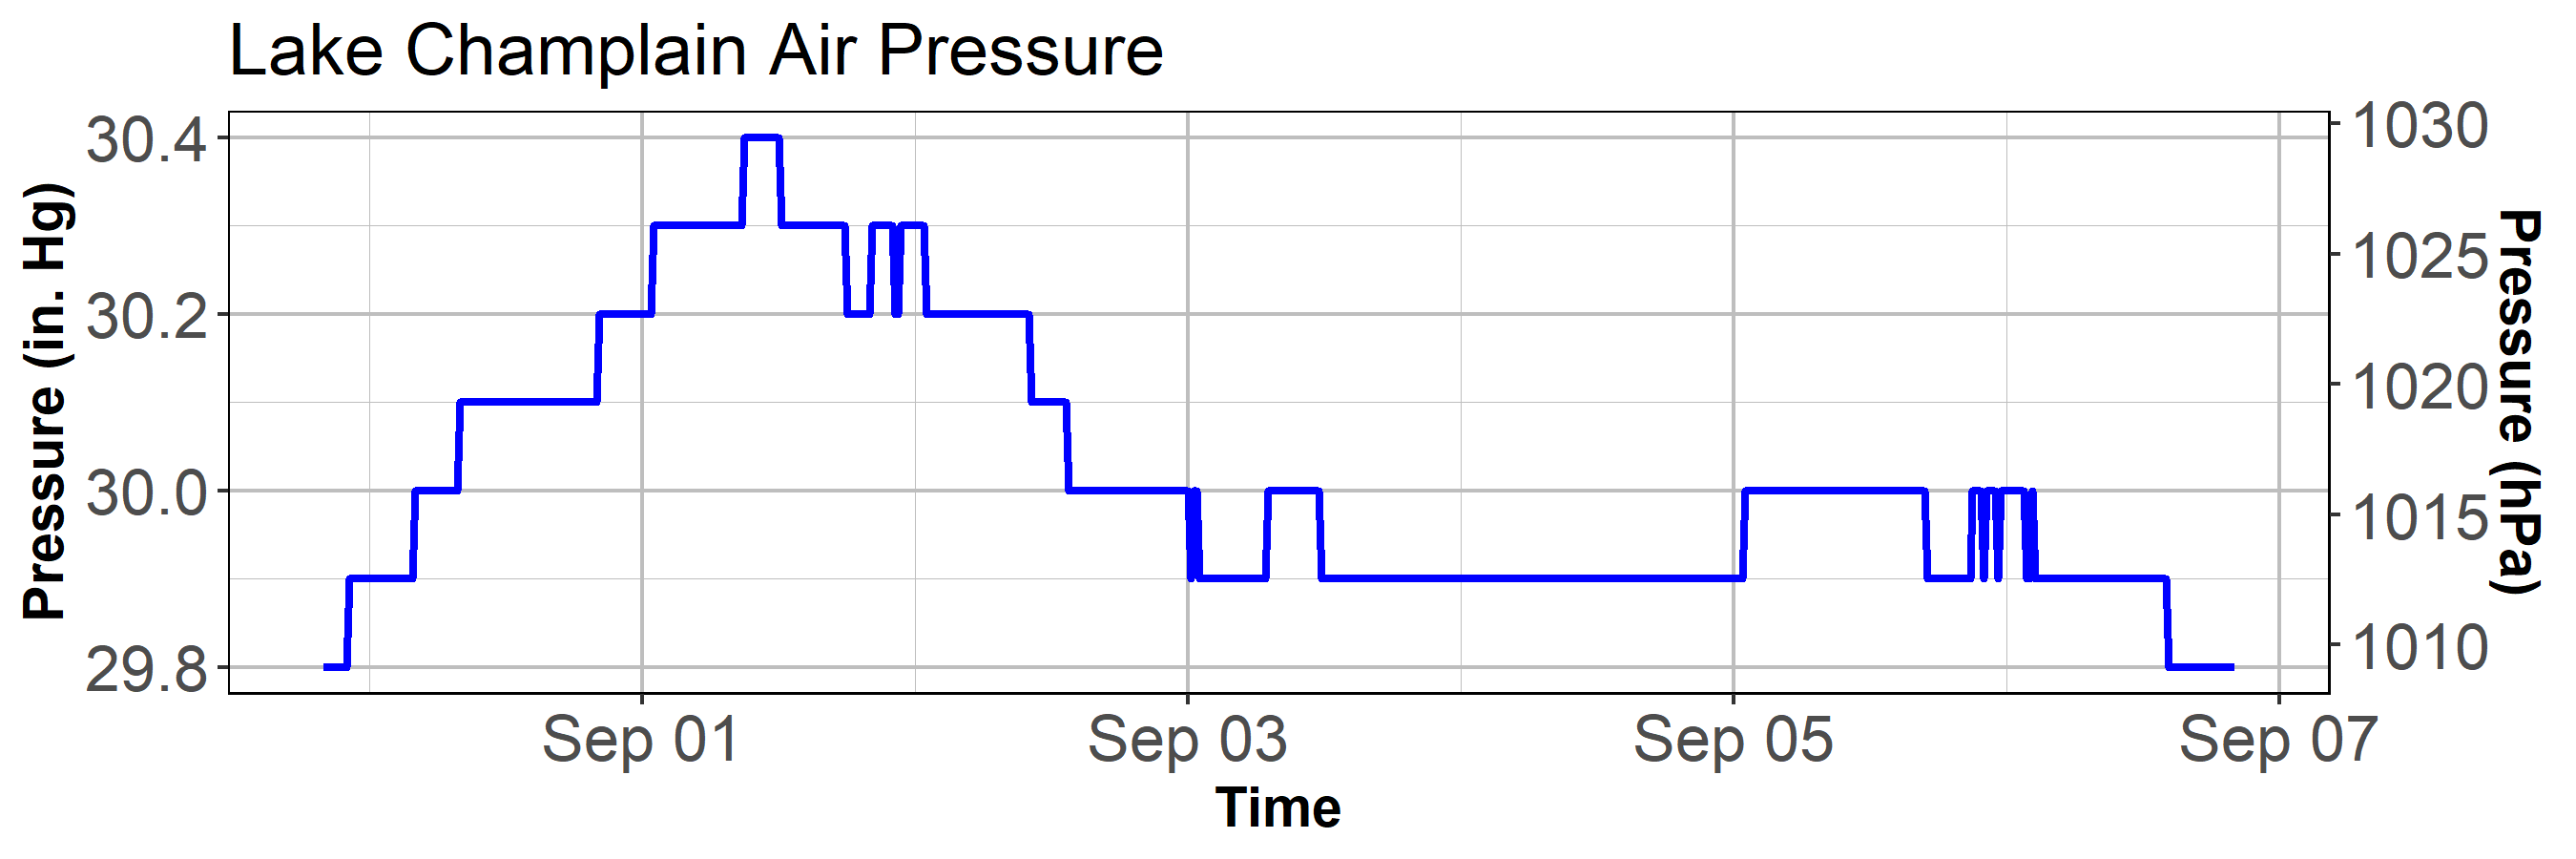 Lake Champlain Air Pressure
Pressure (in. Hg)
30.4
30.2
30.0
29.8
1030
1025
1020
1015
1010
Pressure (hPa)
Sep 01
Sep 03
Sep 05
Sep 07
Time